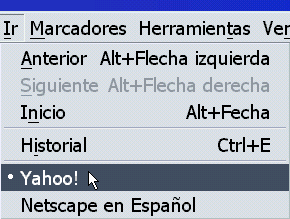 Ir Marcadores Herramientas Ven
Anterior Alt+Flecha izquierda
Siguiente Alt+Flecha derecha
Inicio Alt+Fecha
Historial Ctrl+E
• Yahoo!
Netscape en Español